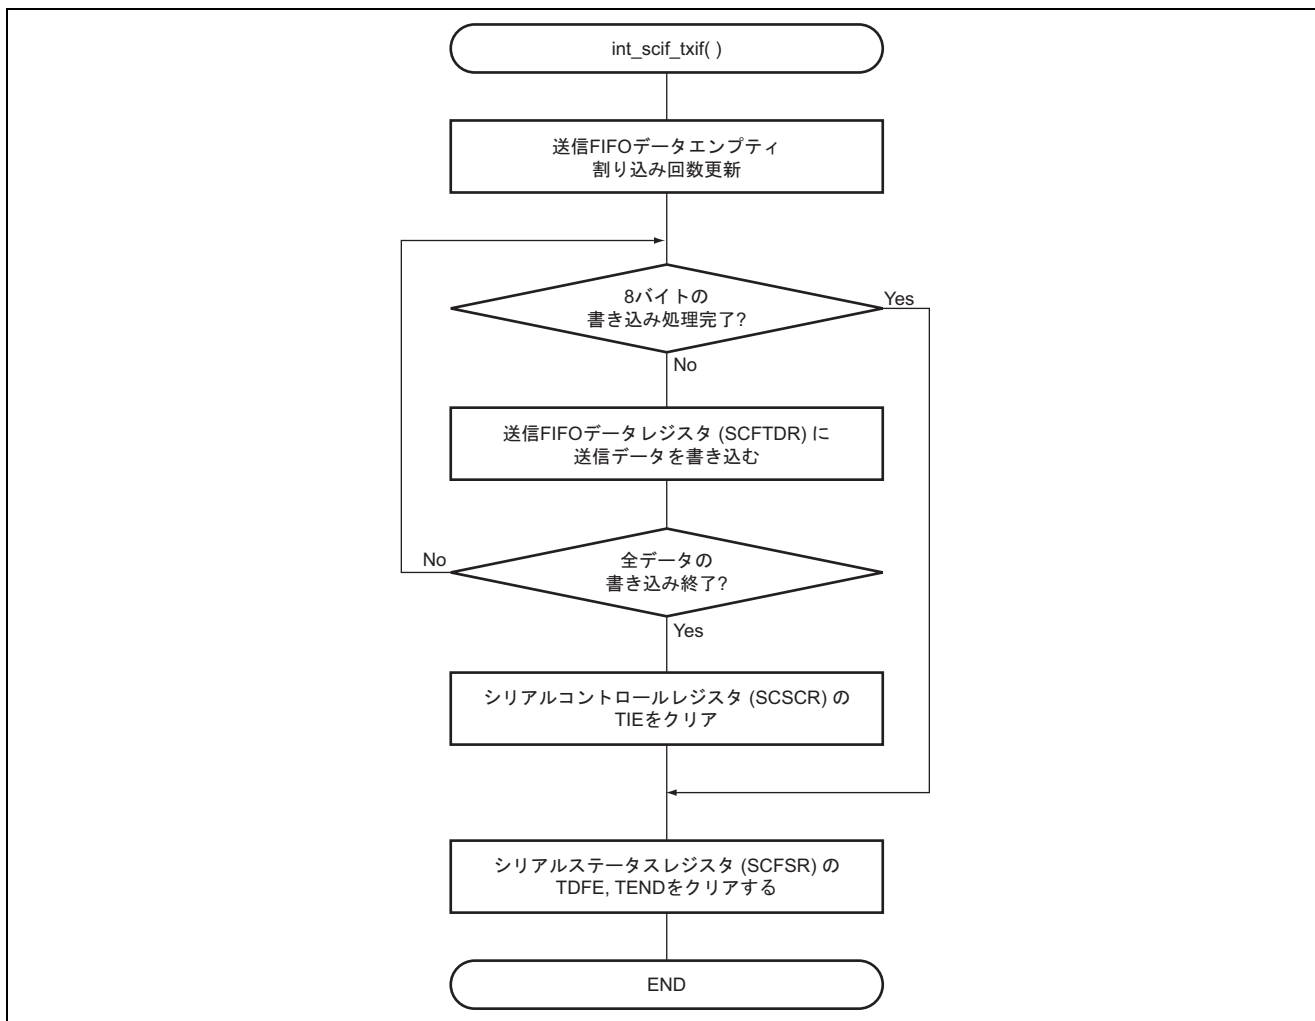 int_scif_txif( )
送信FIFOデータエンプティ
割り込み回数更新
8バイトの
書き込み処理完了?
Yes
No
送信FIFOデータレジスタ (SCFTDR) に
送信データを書き込む
No
全データの
書き込み終了?
Yes
シリアルコントロールレジスタ (SCSCR) の
TIEをクリア
シリアルステータスレジスタ (SCFSR) の
TDFE, TENDをクリアする
END